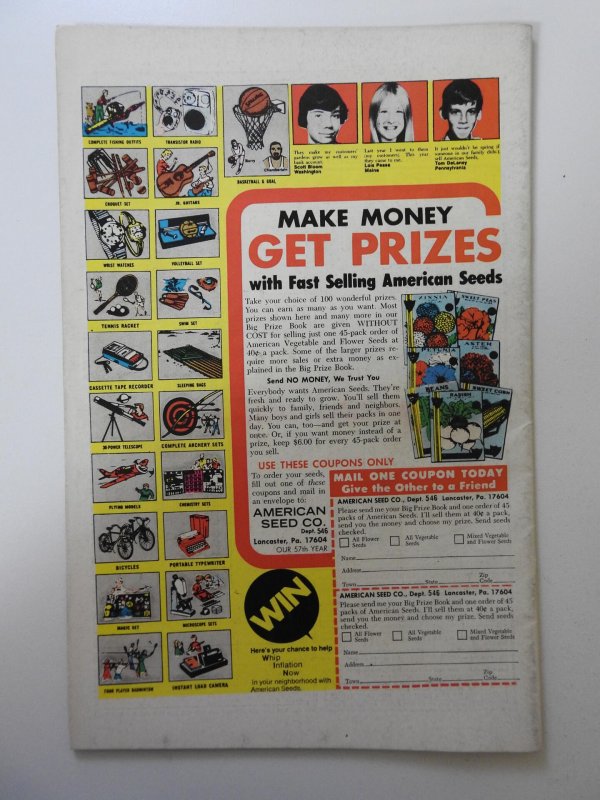 COMPLETE FISHING OUTFITS
TRANSISTOR RADIO
CROQUET SET
JR. GUITARS
WRIST WATCHES
VOLLEYBALL SET
TENNIS RACKET
SWIM SET
CASSETTE TAPE RECORDER
SLEEPING BAGS
30-POWER TELESCOPE
COMPLETE ARCHERY SETS
FLYING MODELS
CHEMISTRY SETS
BICYCLES
PORTABLE TYPEWRITER
MAGIC SET
MICROSCOPE SETS
FOUR PLAYER BADMINTON
INSTANT LOAD CAMERA
SPALDING
Barry
Chamberlain
BASKETBALL & GOAL
They make my customers'
gardens grow as well as my
bank account.
Scott Bloom
Washington
Last year I went to them
(my customers). This year
they came to me.
Lois Pease
Maine
It just wouldn't be spring if
someone in our family didn't
sell American Seeds.
Tom DeLaney
Pennsylvania
MAKE MONEY
GET PRIZES
with Fast Selling American Seeds
Take your choice of 100 wonderful prizes.
You can earn as many as you want. Most
prizes shown here and many more in our
Big Prize Book are given WITHOUT
COST for selling just one 45-pack order of
American Vegetable and Flower Seeds at
40¢ a pack. Some of the larger prizes re-
quire more sales or extra money as ex-
plained in the Big Prize Book.
Send NO MONEY, We Trust You
Everybody wants American Seeds. They're
fresh and ready to grow. You'll sell them
quickly to family, friends and neighbors.
Many boys and girls sell their packs in one
day. You can, too—and get your prize at
once. Or, if you want money instead of a
prize, keep $6.00 for every 45-pack order
you sell.
ZINNIA
SWEET PEAS
PETUNIA
ASTER
BEANS
RADISH
SWEET CORN
USE THESE COUPONS ONLY
To order your seeds,
fill out one of these
coupons and mail in
an envelope to:
AMERICAN
SEED CO.
Dept. 546
Lancaster, Pa. 17604
OUR 57th YEAR
WIN
Here's your chance to help
Whip
Inflation
Now
in your neighborhood with
American Seeds.
MAIL ONE COUPON TODAY
Give the Other to a Friend
AMERICAN SEED CO., Dept. 546 Lancaster, Pa. 17604
Please send me your Big Prize Book and one order of 45
packs of American Seeds. I'll sell them at 40¢ a pack,
send you the money and choose my prize. Send seeds
checked.
All Flower Seeds
All Vegetable Seeds
Mixed Vegetable and Flower Seeds
Name
Address
Town State Zip Code
AMERICAN SEED CO., Dept. 546 Lancaster, Pa. 17604
Please send me your Big Prize Book and one order of 45
packs of American Seeds. I'll sell them at 40¢ a pack,
send you the money and choose my prize. Send seeds
checked.
All Flower Seeds
All Vegetable Seeds
Mixed Vegetable and Flower Seeds
Name
Address
Town State Zip Code